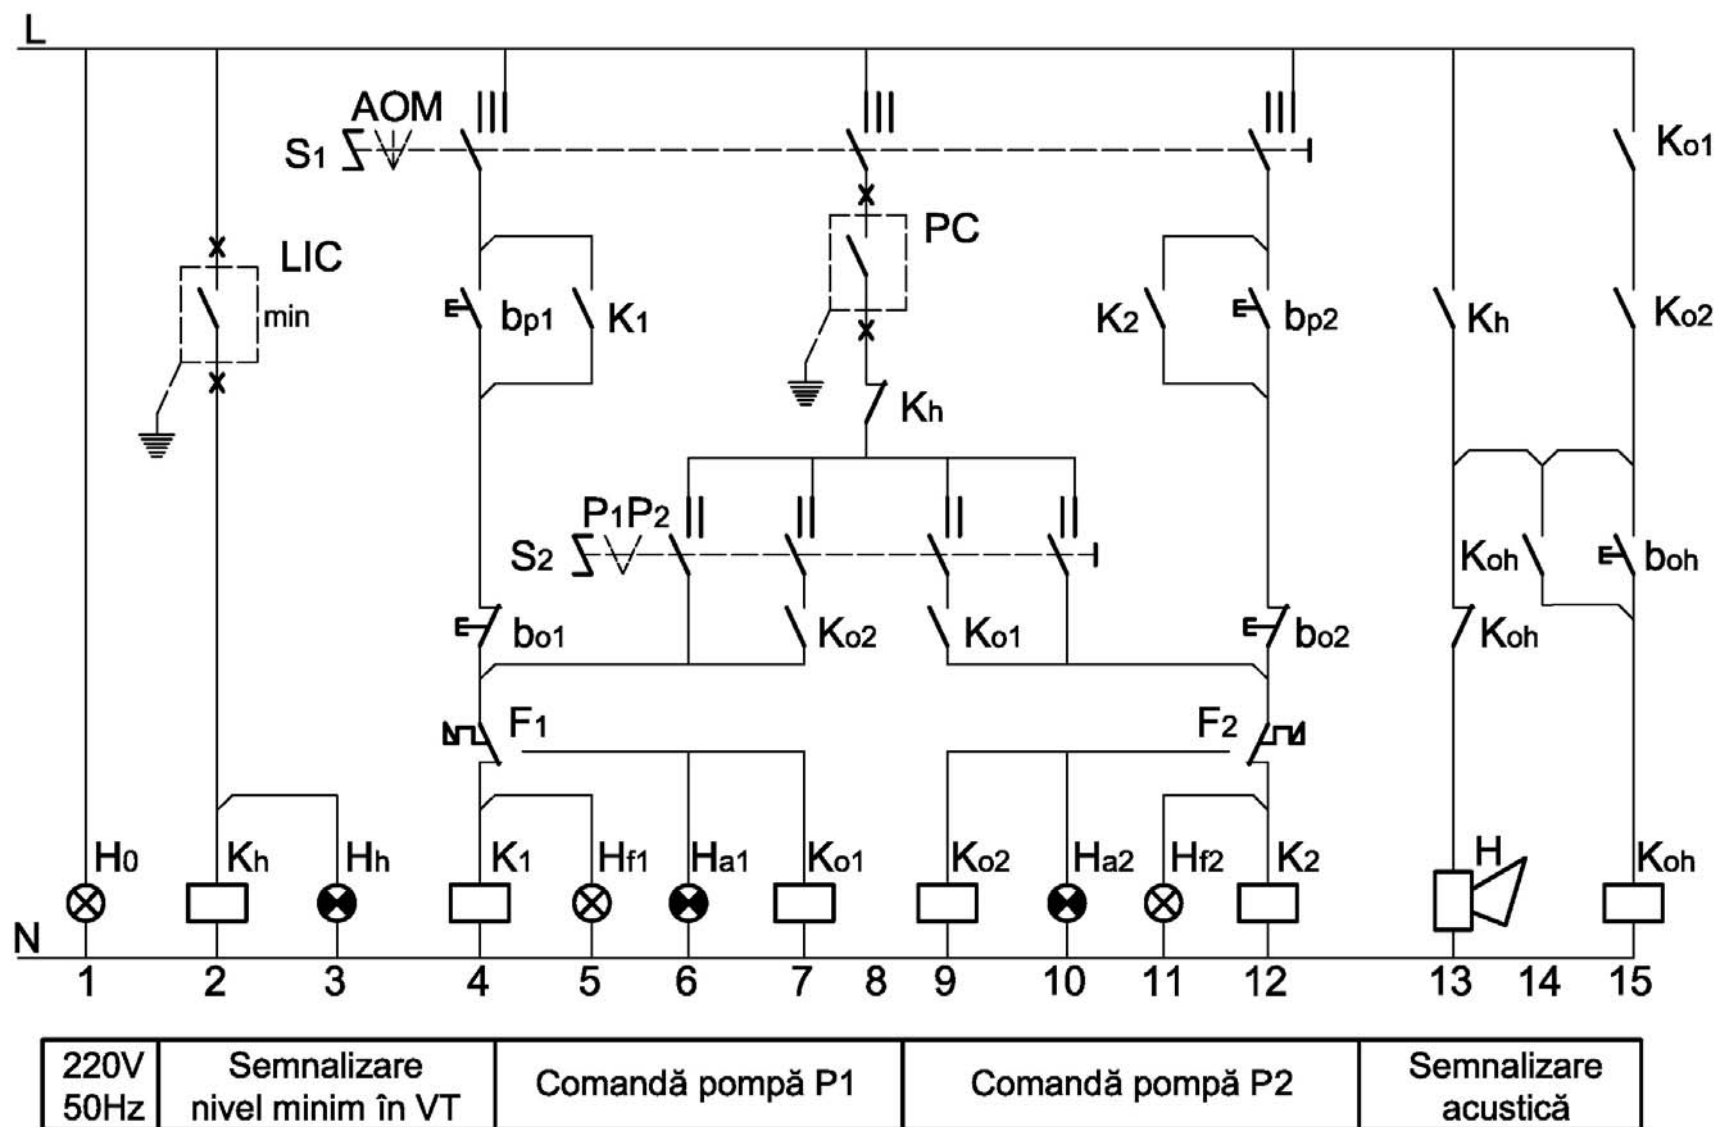 L
AOM
S1
Ko1
LIC
PC
min
bp1
K1
K2
bp2
Kh
Ko2
Kh
P1P2
S2
Koh
boh
bo1
Ko2
Ko1
bo2
Koh
F1
F2
H0
Kh
Hh
K1
Hf1
Ha1
Ko1
Ko2
Ha2
Hf2
K2
H
Koh
N
1 2 3 4 5 6 7 8 9 10 11 12 13 14 15
220V
50Hz
Semnalizare
nivel minim în VT
Comandă pompă P1
Comandă pompă P2
Semnalizare
acustică